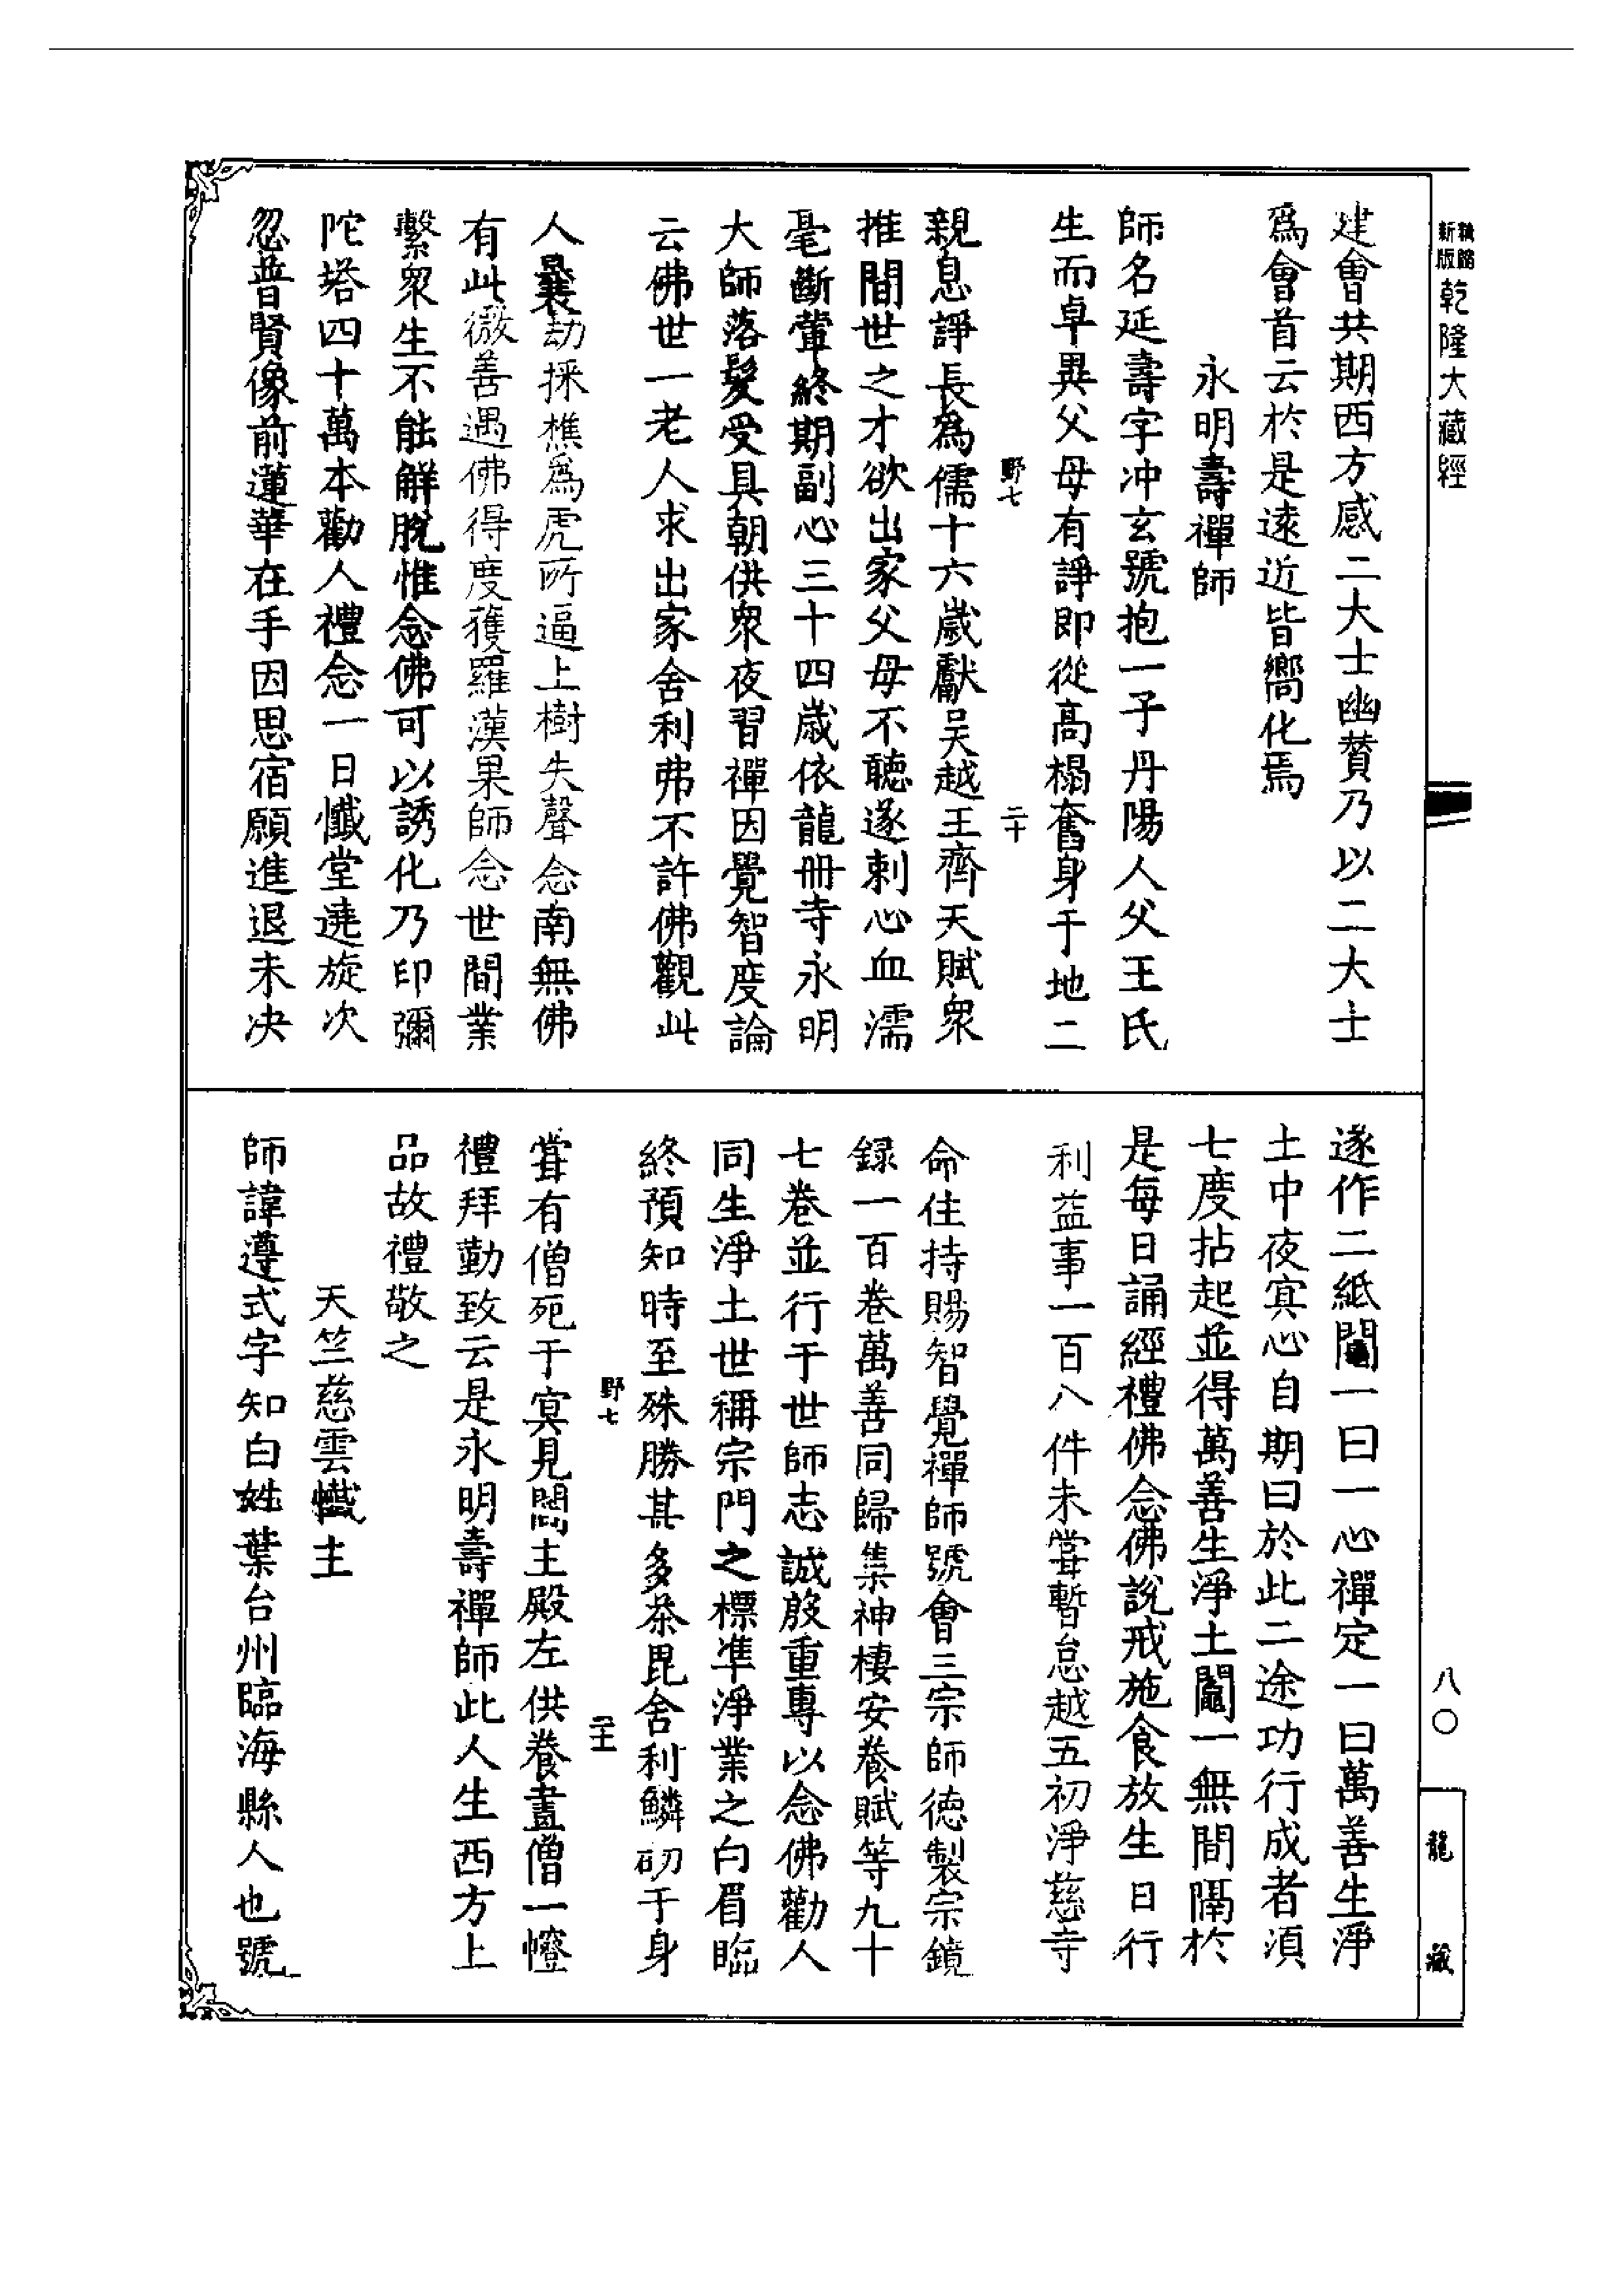 新版
乾隆大藏經
建會共期西方感二大士幽贊乃以二大士
爲會首云於是遠近皆嚮化焉
永明壽禪師
師名延壽字冲玄號抱一子丹陽人父王氏
生而卓異父母有諍即從高榻奮身于地二
野七
二十
親息諍長爲儒十六歲獻吳越王齊天賦衆
推間世之才欲出家父母不聽遂刺心血濡
毫斷葷終期副心三十四歲依龍冊寺永明
大師落髮受具朝供衆夜習禪因覺智度論
云佛世一老人求出家舍利弗不許佛觀此
人曩劫採樵爲虎所逼上樹失聲念南無佛
有此微善遇佛得度獲羅漢果師念世間業
繫衆生不能解脫惟念佛可以誘化乃印彌
陀塔四十萬本勸人禮念一日懺堂遶旋次
忽普賢像前蓮華在手因思宿願進退未决
遂作二紙鬮一曰一心禪定一曰萬善生淨
土中夜寘心自期曰於此二途功行成者須
七度拈起並得萬善生淨土鬮一無間隔於
是每日誦經禮佛念佛說戒施食放生日行
利益事一百八件未嘗暫怠越五初淨慈寺
命住持賜智覺禪師號會三宗師德製宗鏡
録一百卷萬善同歸集神棲安養賦等九十
七卷並行于世師志誠殷重專以念佛勸人
同生淨土世稱宗門之標準淨業之白眉臨
終預知時至殊勝甚多茶毘舍利鱗砌于身
野七
二十一
嘗有僧死于冥見閻王殿左供養畫僧一㡧
禮拜勤致云是永明壽禪師此人生西方上
品故禮敬之
天竺慈雲懺主
師諱遵式字知白姓葉台州臨海縣人也號
八〇
龍藏